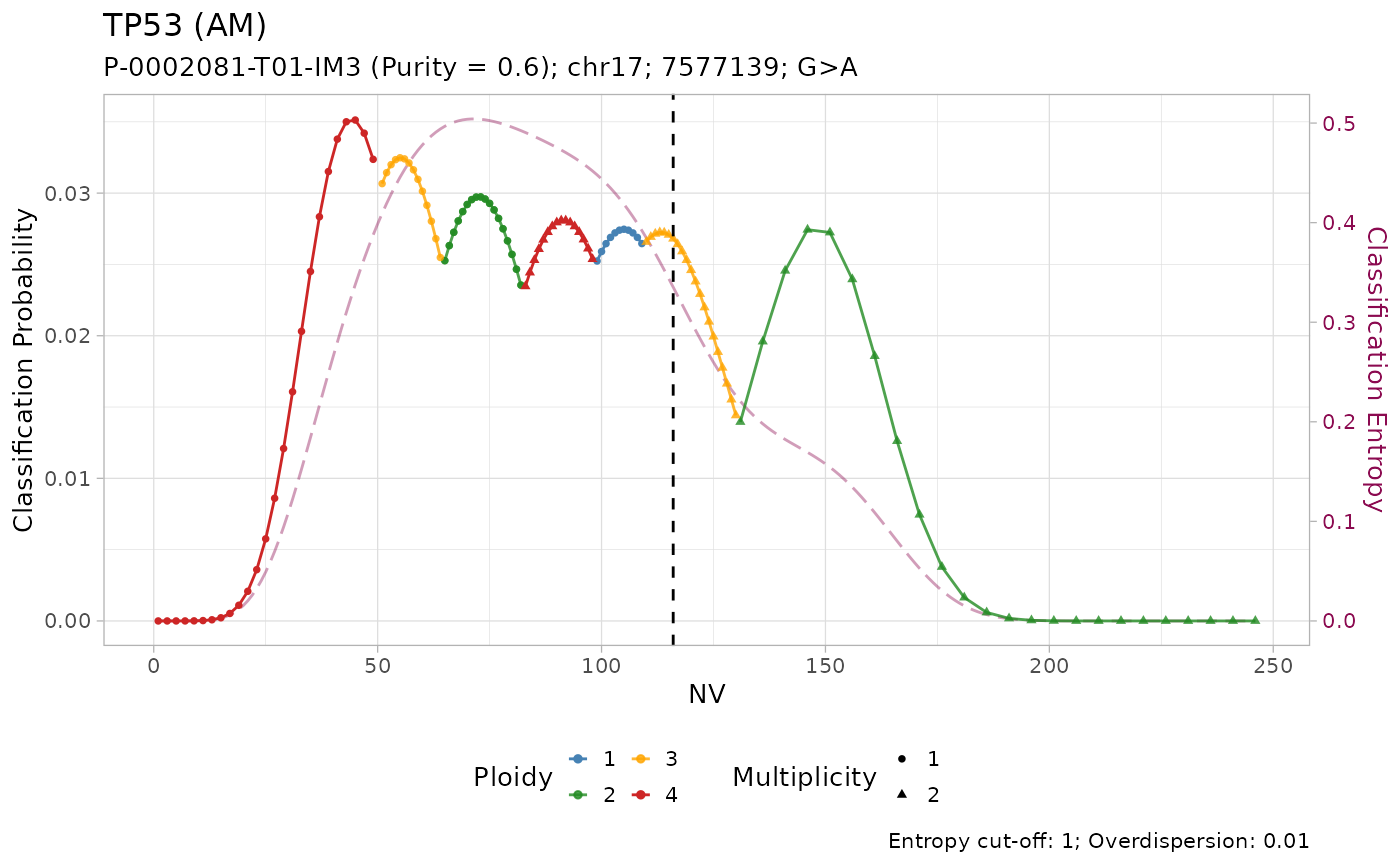 TP53 (AM)
P-0002081-T01-IM3 (Purity = 0.6); chr17; 7577139; G>A
Classification Probability
0.03
0.02
0.01
0.00
0.5
0.4
0.3
0.2
0.1
0.0
Classification Entropy
0 50 100 150 200 250
NV
Ploidy 1 3 Multiplicity 1
2 4 2
Entropy cut-off: 1; Overdispersion: 0.01